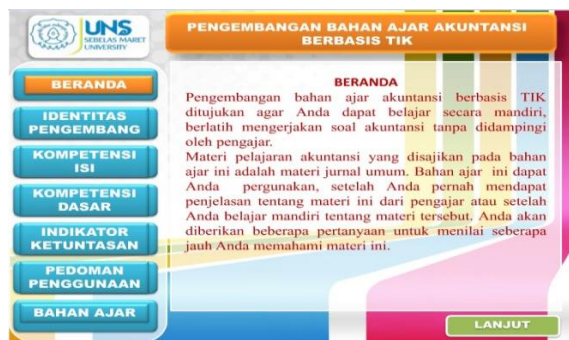 UNS
SEBELAS MARET
UNIVERSITY
PENGEMBANGAN BAHAN AJAR AKUNTANSI
BERBASIS TIK
BERANDA
IDENTITAS
PENGEMBANG
KOMPETENSI
ISI
KOMPETENSI
DASAR
INDIKATOR
KETUNTASAN
PEDOMAN
PENGGUNAAN
BAHAN AJAR
BERANDA
Pengembangan bahan ajar akuntansi berbasis TIK
ditujukan agar Anda dapat belajar secara mandiri,
berlatih mengerjakan soal akuntansi tanpa didampingi
oleh pengajar.
Materi pelajaran akuntansi yang disajikan pada bahan
ajar ini adalah materi jurnal umum. Bahan ajar ini dapat
Anda pergunakan, setelah Anda pernah mendapat
penjelasan tentang materi ini dari pengajar atau setelah
Anda belajar mandiri tentang materi tersebut. Anda akan
diberikan beberapa pertanyaan untuk menilai seberapa
jauh Anda memahami materi ini.
LANJUT